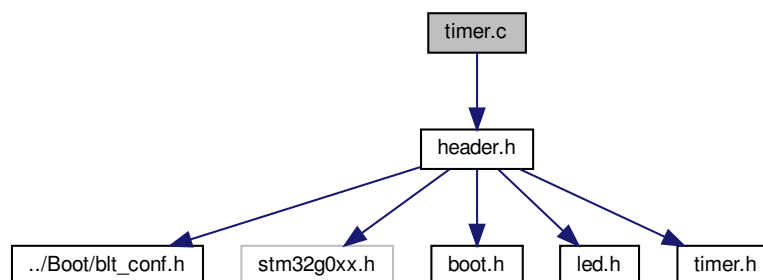 timer.c
header.h
../Boot/blt_conf.h
stm32g0xx.h
boot.h
led.h
timer.h